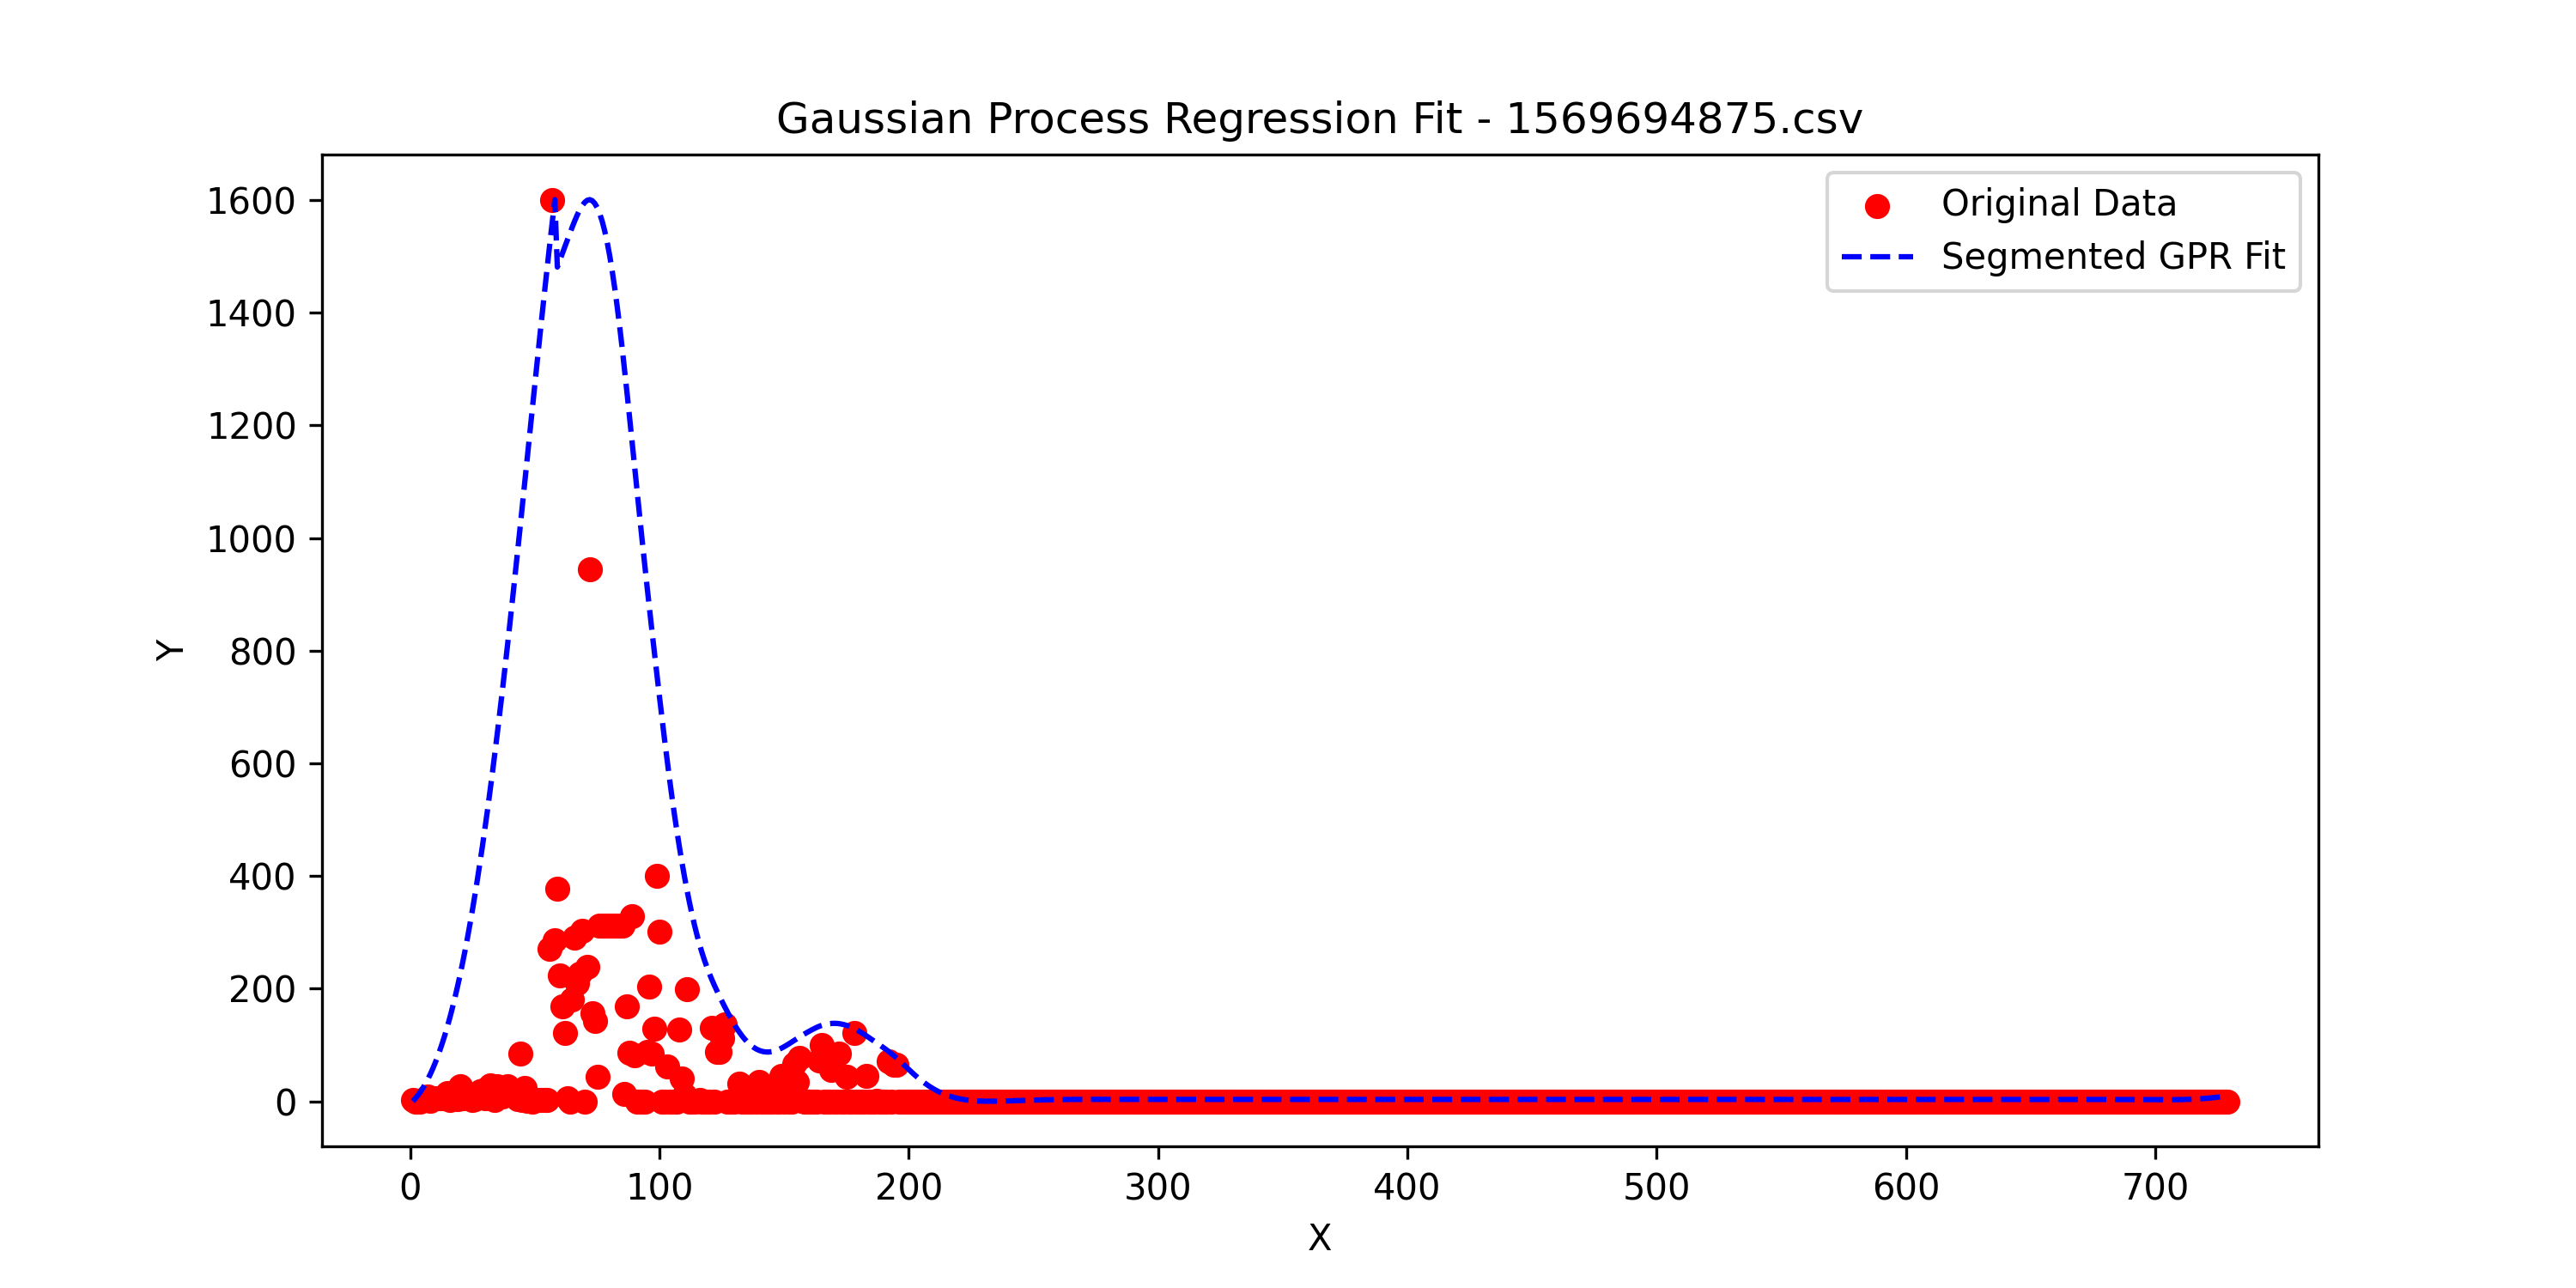 Gaussian Process Regression Fit - 1569694875.csv
Original Data
Segmented GPR Fit
1600
1400
1200
1000
800
600
400
200
0
Y
0 100 200 300 400 500 600 700
X